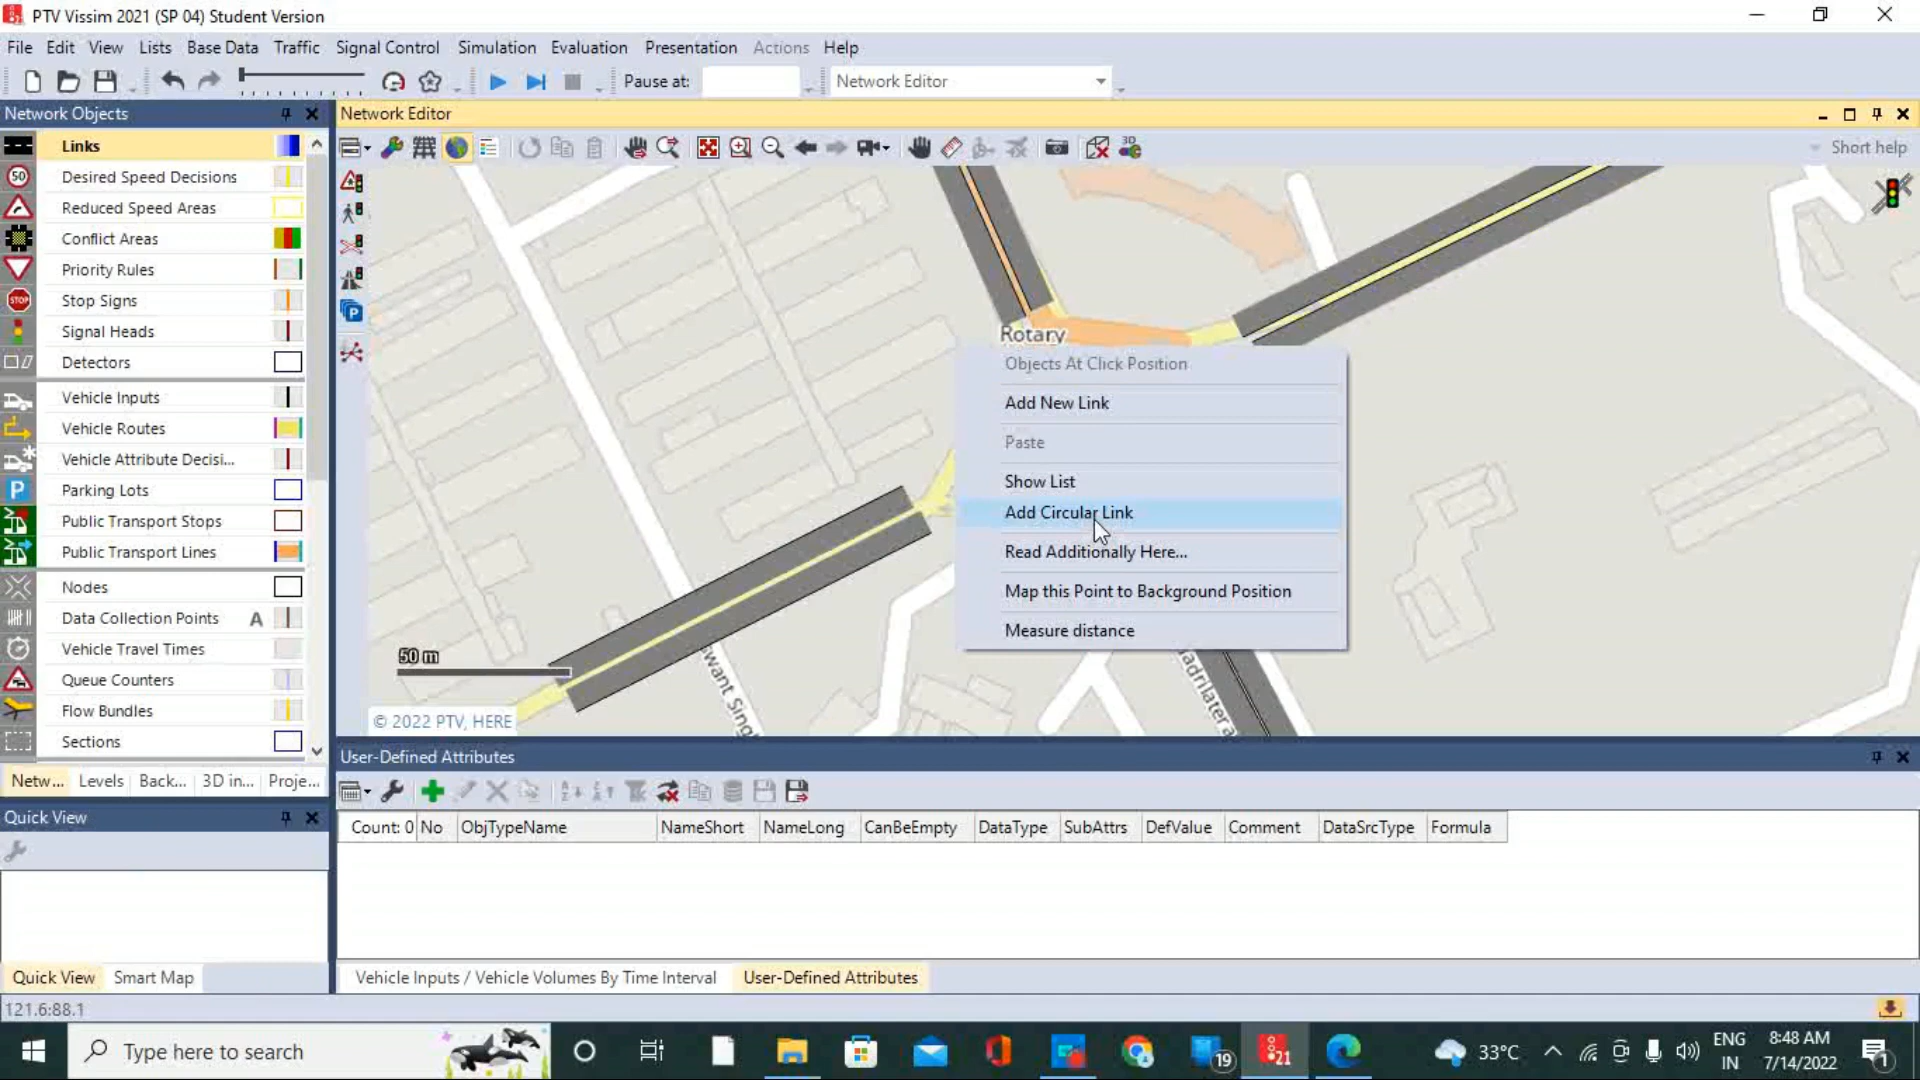 PTV Vissim 2021 (SP 04) Student Version
File Edit View Lists Base Data Traffic Signal Control Simulation Evaluation Presentation Actions Help
Pause at: Network Editor
Network Objects
Network Editor
Short help
Links
50 Desired Speed Decisions
Reduced Speed Areas
Conflict Areas
Priority Rules
STOP Stop Signs
Signal Heads
Detectors
Vehicle Inputs
Vehicle Routes
Vehicle Attribute Decisi...
P Parking Lots
Public Transport Stops
Public Transport Lines
Nodes
Data Collection Points A
Vehicle Travel Times
Queue Counters
Flow Bundles
Sections
Netw... Levels Back... 3D in... Proje...
Rotary
Objects At Click Position
Add New Link
Paste
Show List
Add Circular Link
Read Additionally Here...
Map this Point to Background Position
Measure distance
50 m
© 2022 PTV, HERE
swant Sing
adrilatera
User-Defined Attributes
Quick View
Count: 0 No ObjTypeName NameShort NameLong CanBeEmpty DataType SubAttrs DefValue Comment DataSrcType Formula
Quick View Smart Map
Vehicle Inputs / Vehicle Volumes By Time Interval User-Defined Attributes
121.6:88.1
Type here to search
19
21
33°C
ENG
IN
8:48 AM
7/14/2022
1